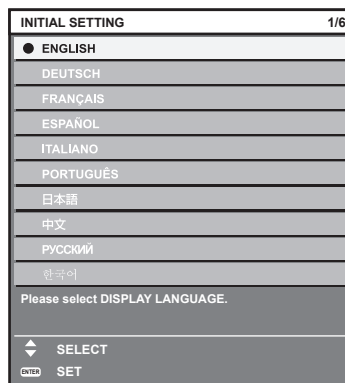 INITIAL SETTING 1/6
ENGLISH
DEUTSCH
FRANÇAIS
ESPAÑOL
ITALIANO
PORTUGUÊS
日本語
中文
РУССКИЙ
한국어
Please select DISPLAY LANGUAGE.
SELECT
ENTER SET